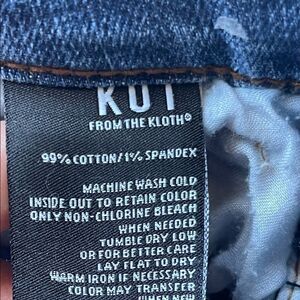 KUT
FROM THE KLOTH®
99% COTTON/1% SPANDEX
MACHINE WASH COLD
INSIDE OUT TO RETAIN COLOR
ONLY NON-CHLORINE BLEACH
WHEN NEEDED
TUMBLE DRY LOW
OR FOR BETTER CARE
LAY FLAT TO DRY
WARM IRON IF NECESSARY
COLOR MAY TRANSFER
WHEN NEW